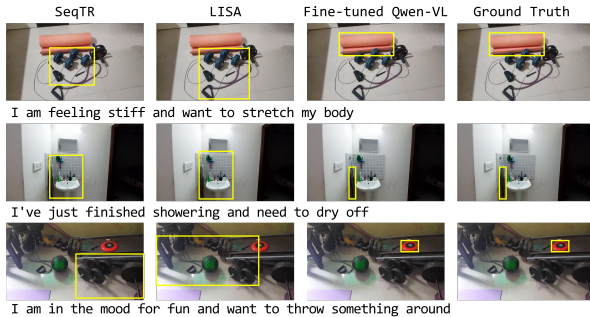 SeqTR LISA Fine-tuned Qwen-VL Ground Truth
I am feeling stiff and want to stretch my body
I've just finished showering and need to dry off
I am in the mood for fun and want to throw something around